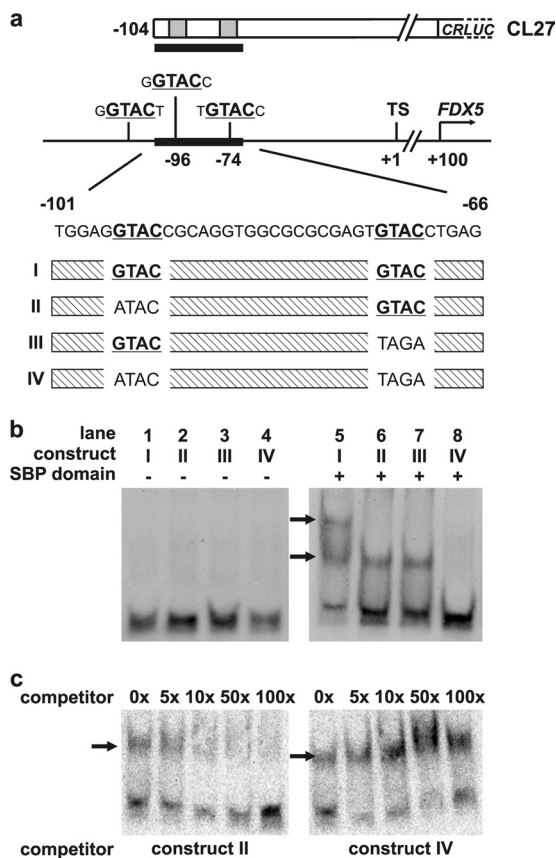 a
-104 CRLUC CL27
GGTACC
GGTACT TGTACC TS FDX5
-96 -74 +1 +100
-101 -66
TGGAGGTACCGCAGGTGGCGCGCGAGTGTACCTGAG
I GTAC GTAC
II ATAC GTAC
III GTAC TAGA
IV ATAC TAGA
b
lane 1 2 3 4 5 6 7 8
construct I II III IV I II III IV
SBP domain - - - - + + + +
c
competitor 0x 5x 10x 50x 100x 0x 5x 10x 50x 100x
competitor construct II construct IV